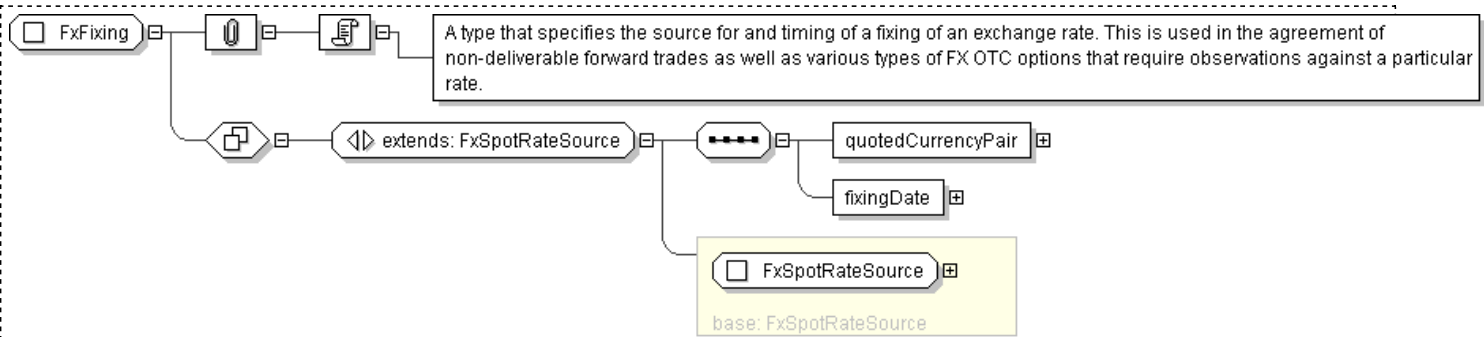 FxFixing
A type that specifies the source for and timing of a fixing of an exchange rate. This is used in the agreement of
non-deliverable forward trades as well as various types of FX OTC options that require observations against a particular
rate.
extends: FxSpotRateSource
quotedCurrencyPair
fixingDate
FxSpotRateSource
base: FxSpotRateSource